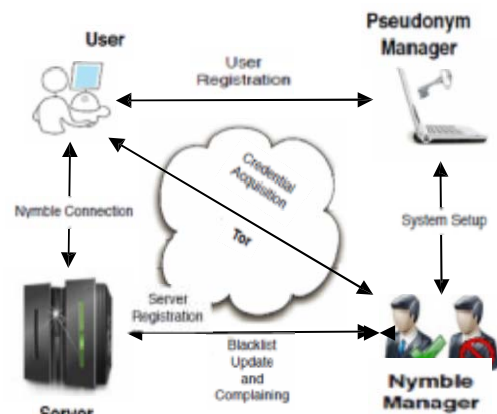 User
Pseudonym
Manager
User
Registration
Credential
Acquisition
Tor
Nymble Connection
System Setup
Server
Registration
Blacklist
Update
and
Complaining
Server
Nymble
Manager